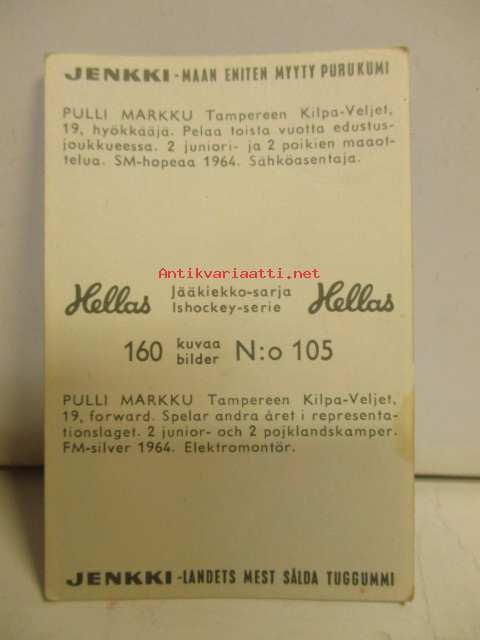 JENKKI - MAAN ENITEN MYYTY PURUKUMI
PULLI MARKKU Tampereen Kilpa-Veljet,
19, hyökkääjä. Pelaa toista vuotta edustus-
joukkueessa. 2 juniori- ja 2 poikien maaot-
telua. SM-hopeaa 1964. Sähköasentaja.
Antikvariaatti.net
Hellas Jääkiekko-sarja Hellas
Ishockey-serie
160 kuvaa N:o 105
bilder
PULLI MARKKU Tampereen Kilpa-Veljet,
19, forward. Spelar andra året i representa-
tionslaget. 2 junior- och 2 pojklandskamper.
FM-silver 1964. Elektromontör.
JENKKI - LANDETS MEST SÅLDA TUGGUMMI